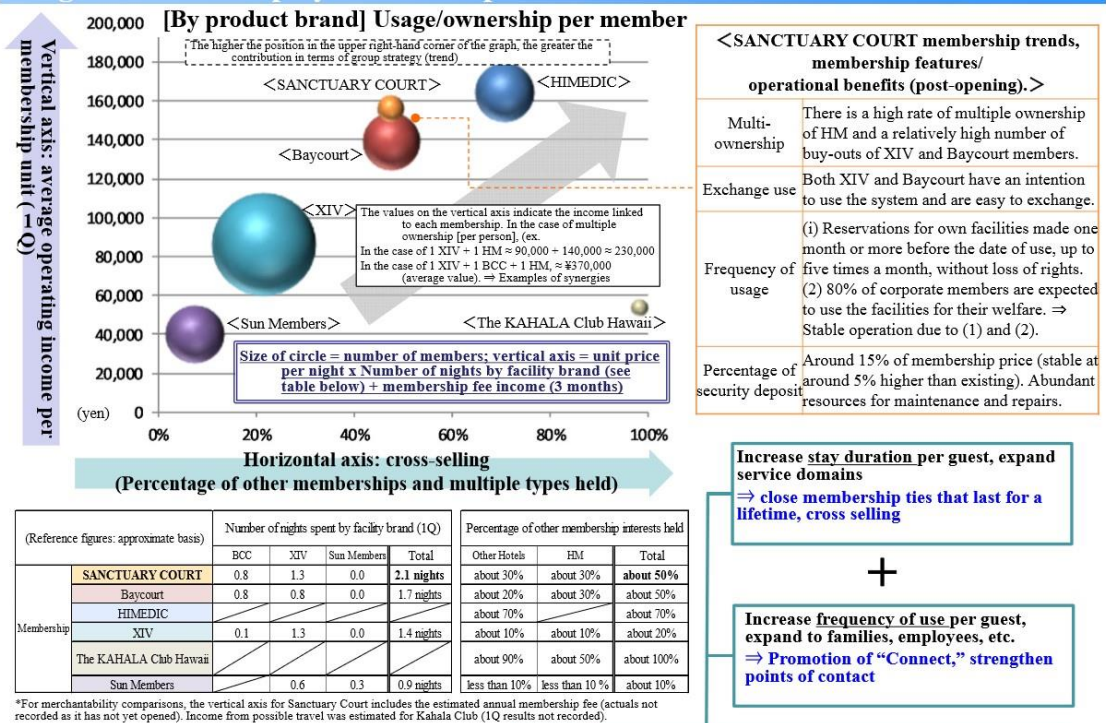 [By product brand] Usage/ownership per member
Vertical axis: average operating income per
membership unit (1Q)
200,000
180,000
160,000
140,000
120,000
100,000
80,000
60,000
40,000
20,000
0
(yen)
The higher the position in the upper right-hand corner of the graph, the greater the
contribution in terms of group strategy (trend)
<SANCTUARY COURT>
<HIMEDIC>
<Baycourt>
<XIV>
The values on the vertical axis indicate the income linked
to each membership. In the case of multiple
ownership [per person], (ex.
In the case of 1 XIV + 1 HM ≈ 90,000 + 140,000 ≈ 230,000
In the case of 1 XIV + 1 BCC + 1 HM, ≈ ¥370,000
(average value). ⇒ Examples of synergies
<Sun Members>
<The KAHALA Club Hawaii>
Size of circle = number of members; vertical axis = unit price
per night x Number of nights by facility brand (see
table below) + membership fee income (3 months)
0% 20% 40% 60% 80% 100%
Horizontal axis: cross-selling
(Percentage of other memberships and multiple types held)
<SANCTUARY COURT membership trends,
membership features/
operational benefits (post-opening).>
Multi-
ownership
There is a high rate of multiple ownership
of HM and a relatively high number of
buy-outs of XIV and Baycourt members.
Exchange use
Both XIV and Baycourt have an intention
to use the system and are easy to exchange.
Frequency of
usage
(i) Reservations for own facilities made one
month or more before the date of use, up to
five times a month, without loss of rights.
(2) 80% of corporate members are expected
to use the facilities for their welfare. ⇒
Stable operation due to (1) and (2).
Percentage of
security deposit
Around 15% of membership price (stable at
around 5% higher than existing). Abundant
resources for maintenance and repairs.
(Reference figures: approximate basis) Number of nights spent by facility brand (1Q) Percentage of other membership interests held
BCC XIV Sun Members Total Other Hotels HM Total
Membership
SANCTUARY COURT 0.8 1.3 0.0 2.1 nights about 30% about 30% about 50%
Baycourt 0.8 0.8 0.0 1.7 nights about 20% about 30% about 50%
HIMEDIC about 70% about 70%
XIV 0.1 1.3 0.0 1.4 nights about 10% about 10% about 20%
The KAHALA Club Hawaii about 90% about 50% about 100%
Sun Members 0.6 0.3 0.9 nights less than 10% less than 10 % about 10%
*For merchantability comparisons, the vertical axis for Sanctuary Court includes the estimated annual membership fee (actuals not
recorded as it has not yet opened). Income from possible travel was estimated for Kahala Club (1Q results not recorded).
Increase stay duration per guest, expand
service domains
⇒ close membership ties that last for a
lifetime, cross selling
+
Increase frequency of use per guest,
expand to families, employees, etc.
⇒ Promotion of “Connect,” strengthen
points of contact